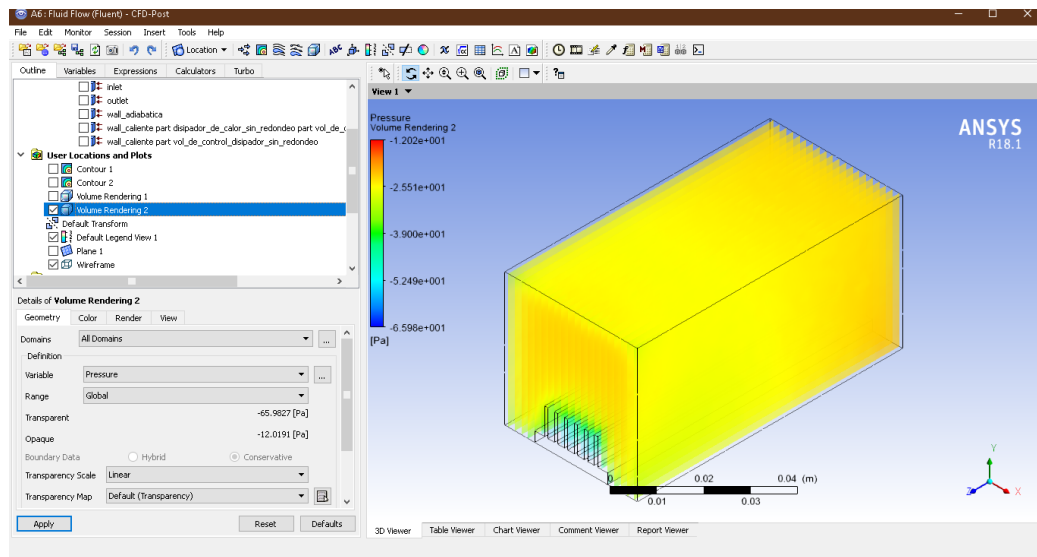 A6 : Fluid Flow (Fluent) - CFD-Post
File Edit Monitor Session Insert Tools Help
Location
Outline Variables Expressions Calculators Turbo
inlet
outlet
wall_adiabatica
wall_caliente part disipador_de_calor_sin_redondeo part vol_de_c
wall_caliente part vol_de_control_disipador_sin_redondeo
User Locations and Plots
Contour 1
Contour 2
Volume Rendering 1
Volume Rendering 2
Default Transform
Default Legend View 1
Plane 1
Wireframe
Details of Volume Rendering 2
Geometry Color Render View
Domains All Domains ...
Definition
Variable Pressure ...
Range Global
Transparent -65.9827 [Pa]
Opaque -12.0191 [Pa]
Boundary Data Hybrid Conservative
Transparency Scale Linear
Transparency Map Default (Transparency)
Apply Reset Defaults
View 1
Pressure
Volume Rendering 2
-1.202e+001
-2.551e+001
-3.900e+001
-5.249e+001
-6.598e+001
[Pa]
ANSYS
R18.1
0 0.02 0.04 (m)
0.01 0.03
Y
Z X
3D Viewer Table Viewer Chart Viewer Comment Viewer Report Viewer